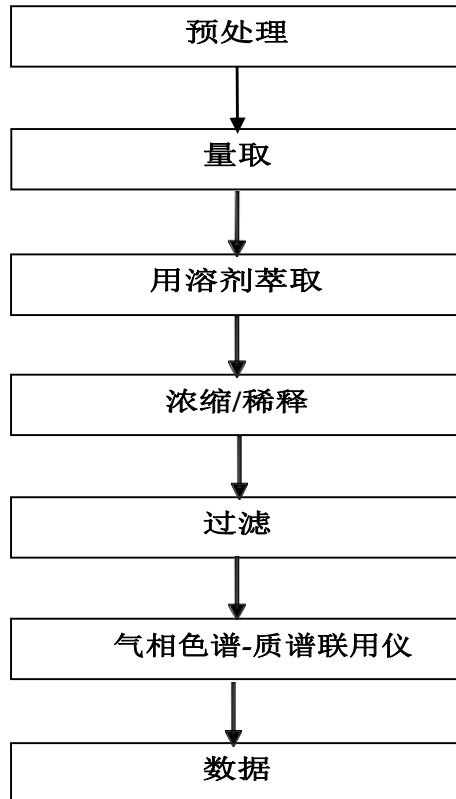 预处理
量取
用溶剂萃取
浓缩/稀释
过滤
气相色谱-质谱联用仪
数据